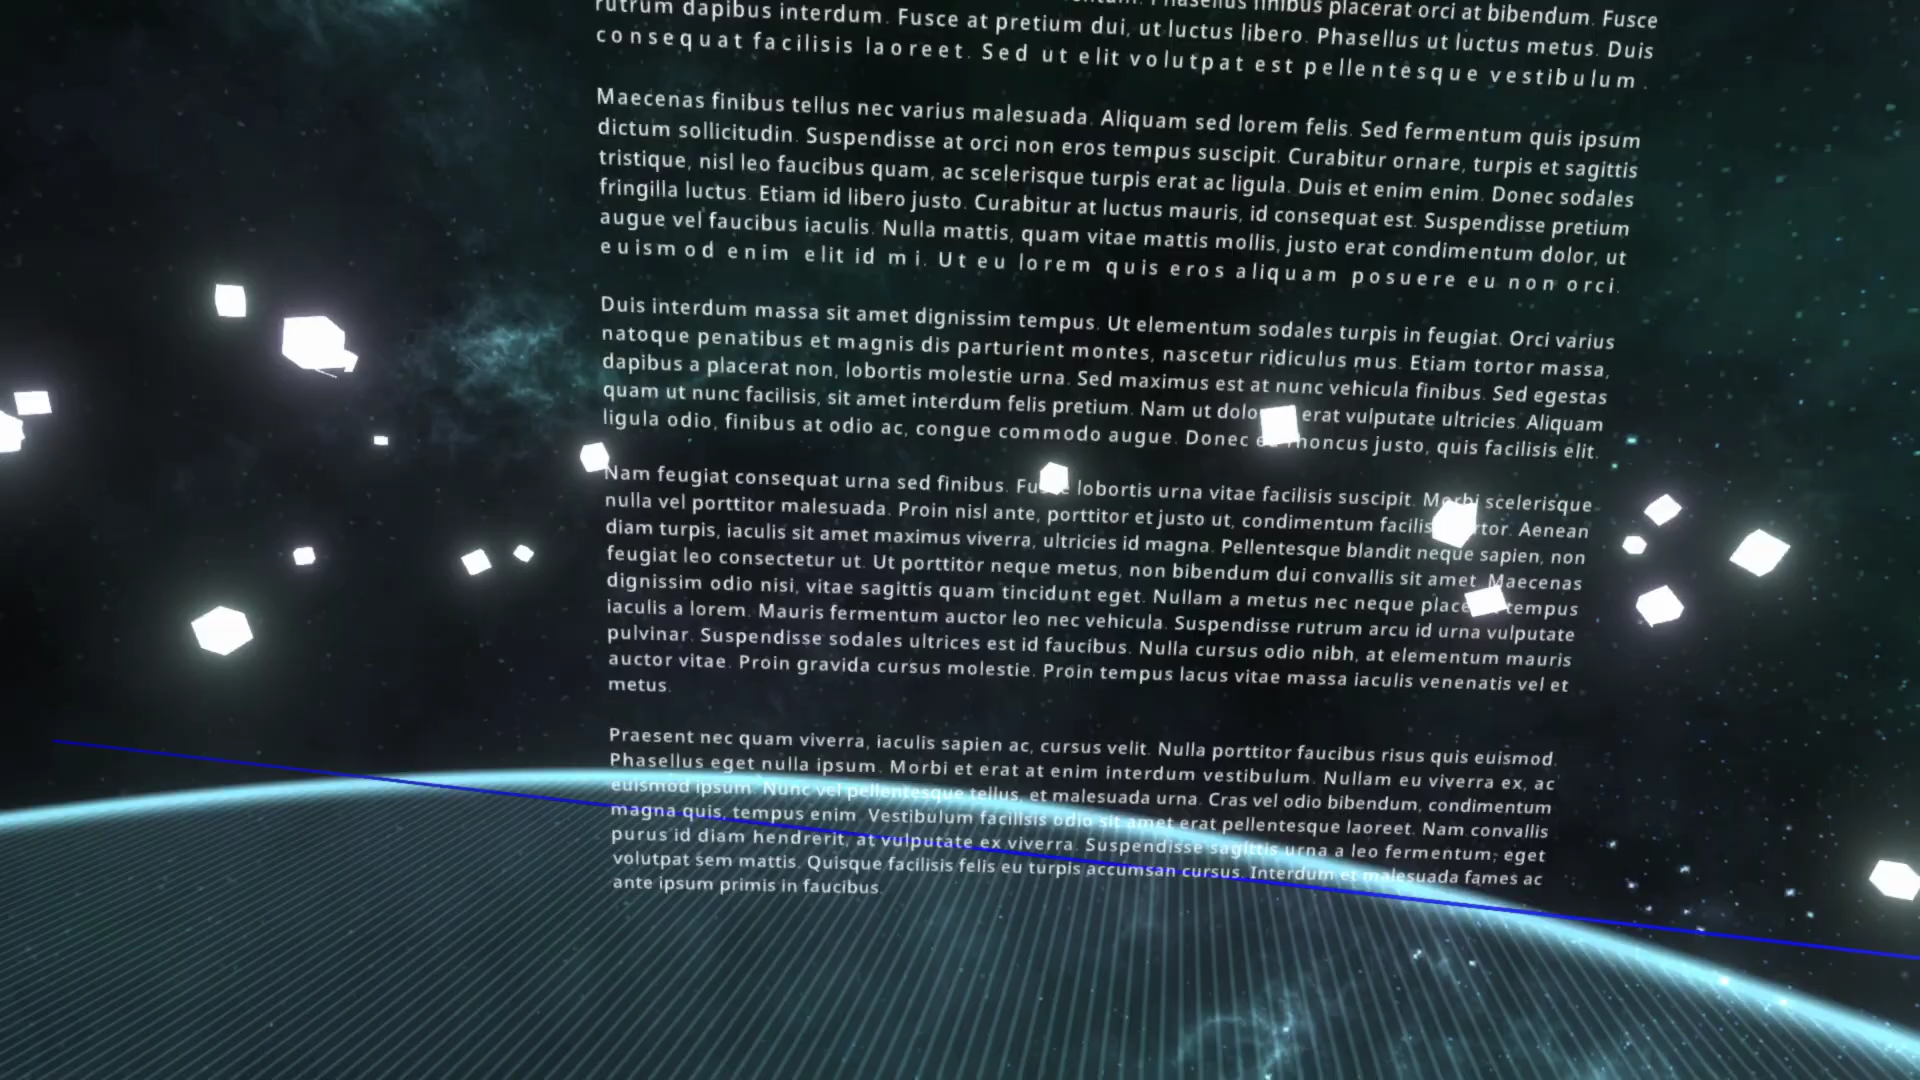 Phasellus finibus placerat orci at bibendum. Fusce
rutrum dapibus interdum. Fusce at pretium dui, ut luctus libero. Phasellus ut luctus metus. Duis
consequat facilisis laoreet. Sed ut elit volutpat est pellentesque vestibulum.
Maecenas finibus tellus nec varius malesuada. Aliquam sed lorem felis. Sed fermentum quis ipsum
dictum sollicitudin. Suspendisse at orci non eros tempus suscipit. Curabitur ornare, turpis et sagittis
tristique, nisl leo faucibus quam, ac scelerisque turpis erat ac ligula. Duis et enim enim. Donec sodales
fringilla luctus. Etiam id libero justo. Curabitur at luctus mauris, id consequat est. Suspendisse pretium
augue vel faucibus iaculis. Nulla mattis, quam vitae mattis mollis, justo erat condimentum dolor, ut
euismod enim elit id mi. Ut eu lorem quis eros aliquam posuere eu non orci.
Duis interdum massa sit amet dignissim tempus. Ut elementum sodales turpis in feugiat. Orci varius
natoque penatibus et magnis dis parturient montes, nascetur ridiculus mus. Etiam tortor massa,
dapibus a placerat non, lobortis molestie urna. Sed maximus est at nunc vehicula finibus. Sed egestas
quam ut nunc facilisis, sit amet interdum felis pretium. Nam ut erat vulputate ultricies. Aliquam
ligula odio, finibus at odio ac, congue commodo augue. Donec rhoncus justo, quis facilisis elit.
Nam feugiat consequat urna sed finibus. Fusce lobortis urna vitae facilisis suscipit. Morbi scelerisque
nulla vel porttitor malesuada. Proin nisl ante, porttitor et justo ut, condimentum Aenean
diam turpis, iaculis sit amet maximus viverra, ultricies id magna. Pellentesque blandit neque sapien, non
feugiat leo consectetur ut. Ut porttitor neque metus, non bibendum dui convallis sit amet. Maecenas
dignissim odio nisi, vitae sagittis quam tincidunt eget. Nullam a metus nec neque tempus
iaculis a lorem. Mauris fermentum auctor leo nec vehicula. Suspendisse rutrum arcu id urna vulputate
pulvinar. Suspendisse sodales ultrices est id faucibus. Nulla cursus odio nibh, at elementum mauris
auctor vitae. Proin gravida cursus molestie. Proin tempus lacus vitae massa iaculis venenatis vel et
metus.
Praesent nec quam viverra, iaculis sapien ac, cursus velit. Nulla porttitor faucibus risus quis euismod.
Phasellus eget nulla ipsum. Morbi et erat at enim interdum vestibulum. Nullam eu viverra ex, ac
euismod ipsum. Nunc vel pellentesque tellus, et malesuada urna. Cras vel odio bibendum, condimentum
magna quis, tempus enim. Vestibulum facilisis odio sit amet erat pellentesque laoreet. Nam convallis
purus id diam hendrerit, at vulputate ex viverra. Suspendisse sagittis urna a leo fermentum, eget
volutpat sem mattis. Quisque facilisis felis eu turpis accumsan cursus. Interdum et malesuada fames ac
ante ipsum primis in faucibus.